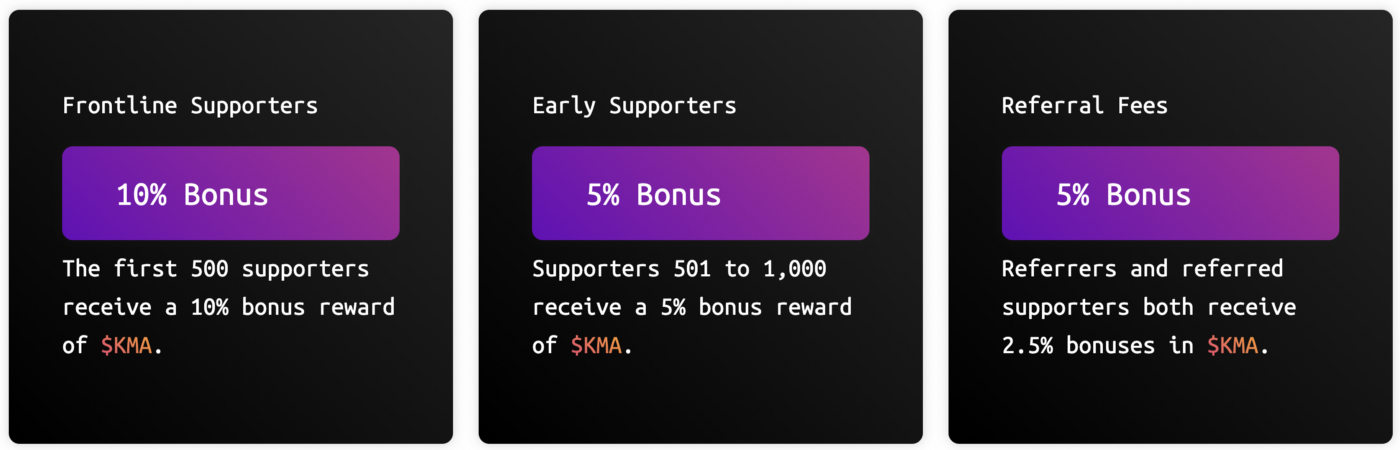 Frontline Supporters
10% Bonus
The first 500 supporters
receive a 10% bonus reward
of $KMA.
Early Supporters
5% Bonus
Supporters 501 to 1,000
receive a 5% bonus reward
of $KMA.
Referral Fees
5% Bonus
Referrers and referred
supporters both receive
2.5% bonuses in $KMA.